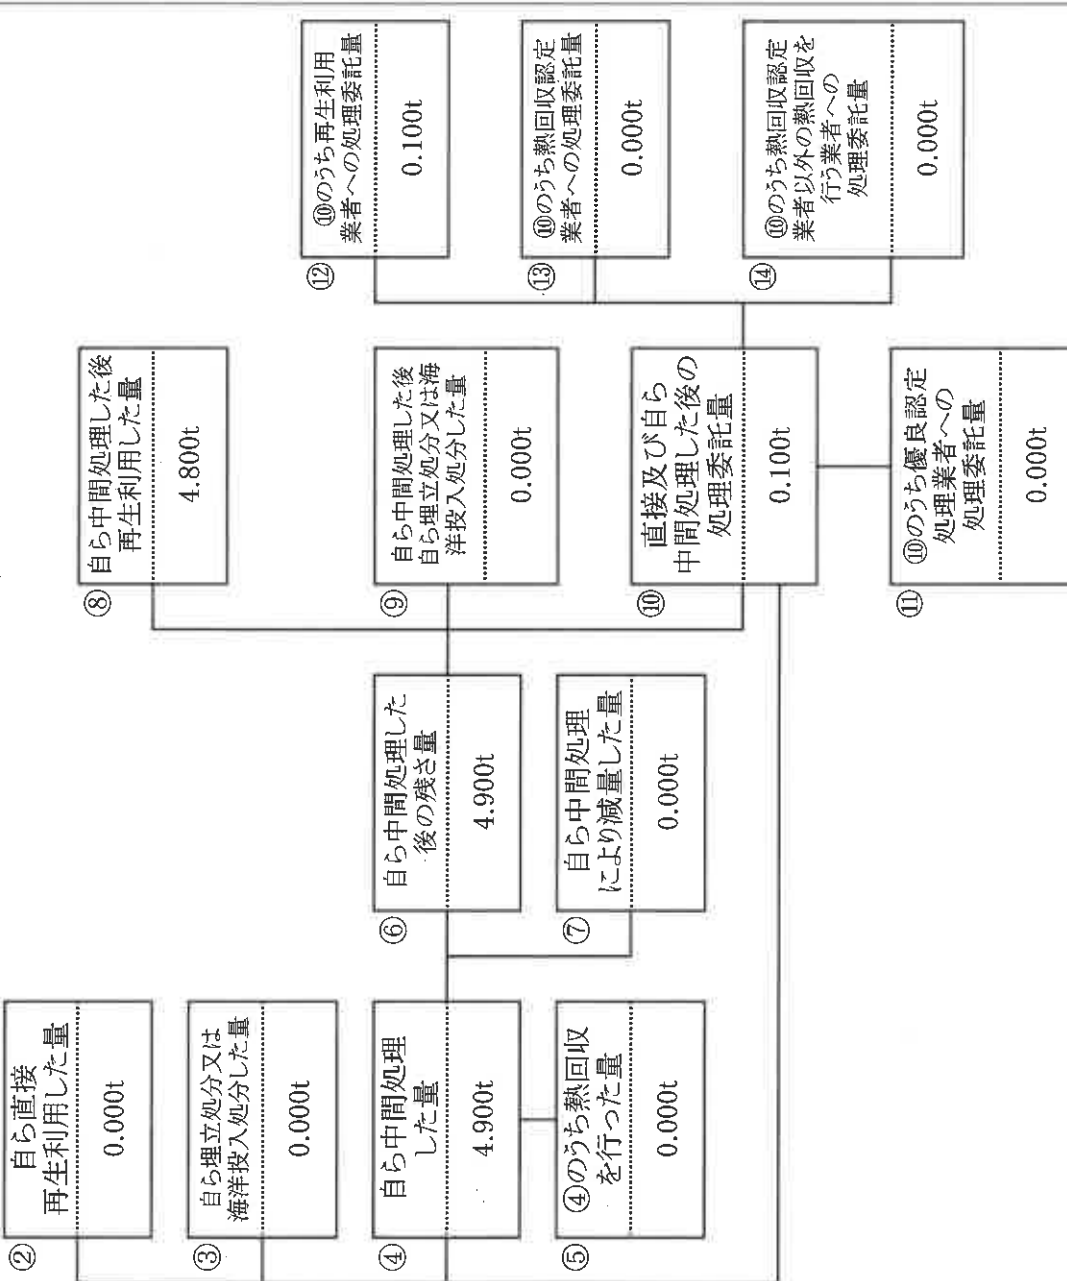 ②
自ら直接
再生利用した量
0.000t
③
自ら埋立処分又は
海洋投入処分した量
0.000t
④
自ら中間処理
した量
4.900t
⑤
④のうち熱回収
を行った量
0.000t
⑥
自ら中間処理した
後の残さ量
4.900t
⑦
自ら中間処理
により減量した量
0.000t
⑧
自ら中間処理した後
再生利用した量
4.800t
⑨
自ら中間処理した後
自ら埋立処分又は海
洋投入処分した量
0.000t
⑩
直接及び自ら
中間処理した後の
処理委託量
0.100t
⑪
⑩のうち優良認定
処理業者への
処理委託量
0.000t
⑫
⑩のうち再生利用
業者への処理委託量
0.100t
⑬
⑩のうち熱回収認定
業者への処理委託量
0.000t
⑭
⑩のうち熱回収認定
業者以外の熱回収を
行う業者への
処理委託量
0.000t